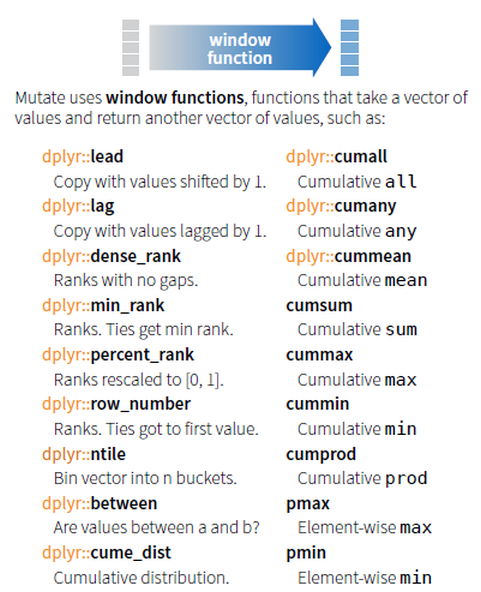 window
function
Mutate uses window functions, functions that take a vector of
values and return another vector of values, such as:
dplyr::lead
Copy with values shifted by 1.
dplyr::lag
Copy with values lagged by 1.
dplyr::dense_rank
Ranks with no gaps.
dplyr::min_rank
Ranks. Ties get min rank.
dplyr::percent_rank
Ranks rescaled to [0, 1].
dplyr::row_number
Ranks. Ties got to first value.
dplyr::ntile
Bin vector into n buckets.
dplyr::between
Are values between a and b?
dplyr::cume_dist
Cumulative distribution.
dplyr::cumall
Cumulative all
dplyr::cumany
Cumulative any
dplyr::cummean
Cumulative mean
cumsum
Cumulative sum
cummax
Cumulative max
cummin
Cumulative min
cumprod
Cumulative prod
pmax
Element-wise max
pmin
Element-wise min